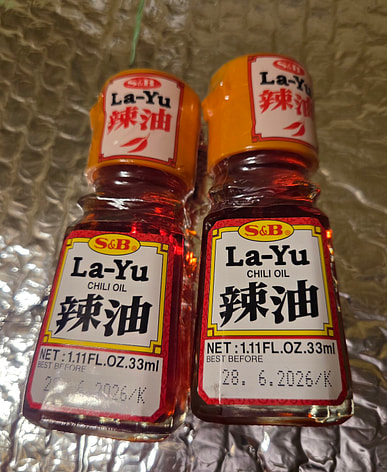 S&B
La-Yu
辣油
S&B
La-Yu
CHILI OIL
辣油
NET : 1.11FL.OZ.33ml
BEST BEFORE
S&B
La-Yu
辣油
S&B
La-Yu
CHILI OIL
辣油
NET : 1.11FL.OZ.33ml
BEST BEFORE
28. 6.2026/K